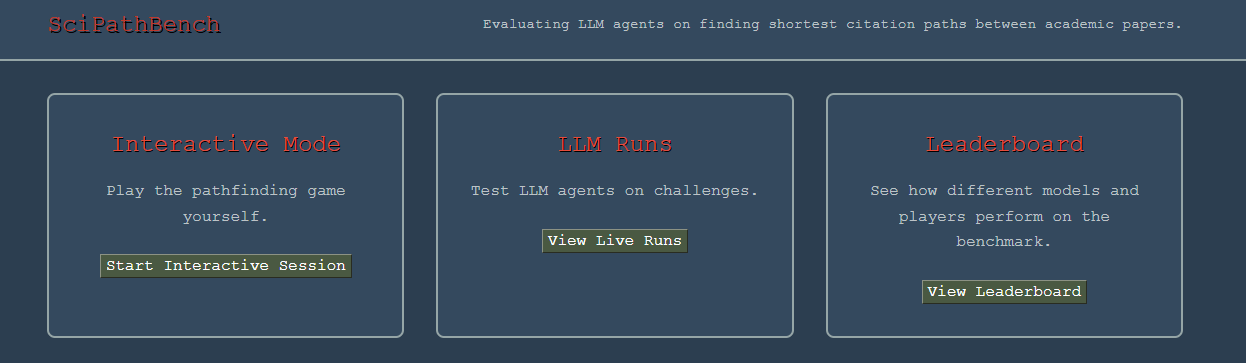 SciPathBench
Evaluating LLM agents on finding shortest citation paths between academic papers.
Interactive Mode
Play the pathfinding game
yourself.
Start Interactive Session
LLM Runs
Test LLM agents on challenges.
View Live Runs
Leaderboard
See how different models and
players perform on the
benchmark.
View Leaderboard